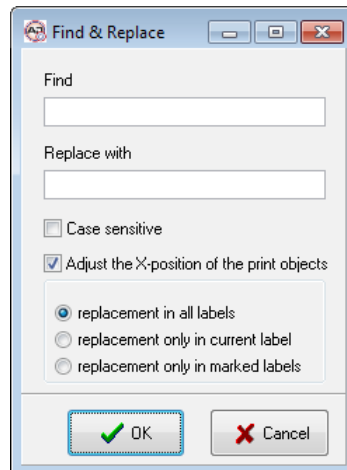 Find & Replace
Find
Replace with
Case sensitive
Adjust the X-position of the print objects
replacement in all labels
replacement only in current label
replacement only in marked labels
OK
Cancel